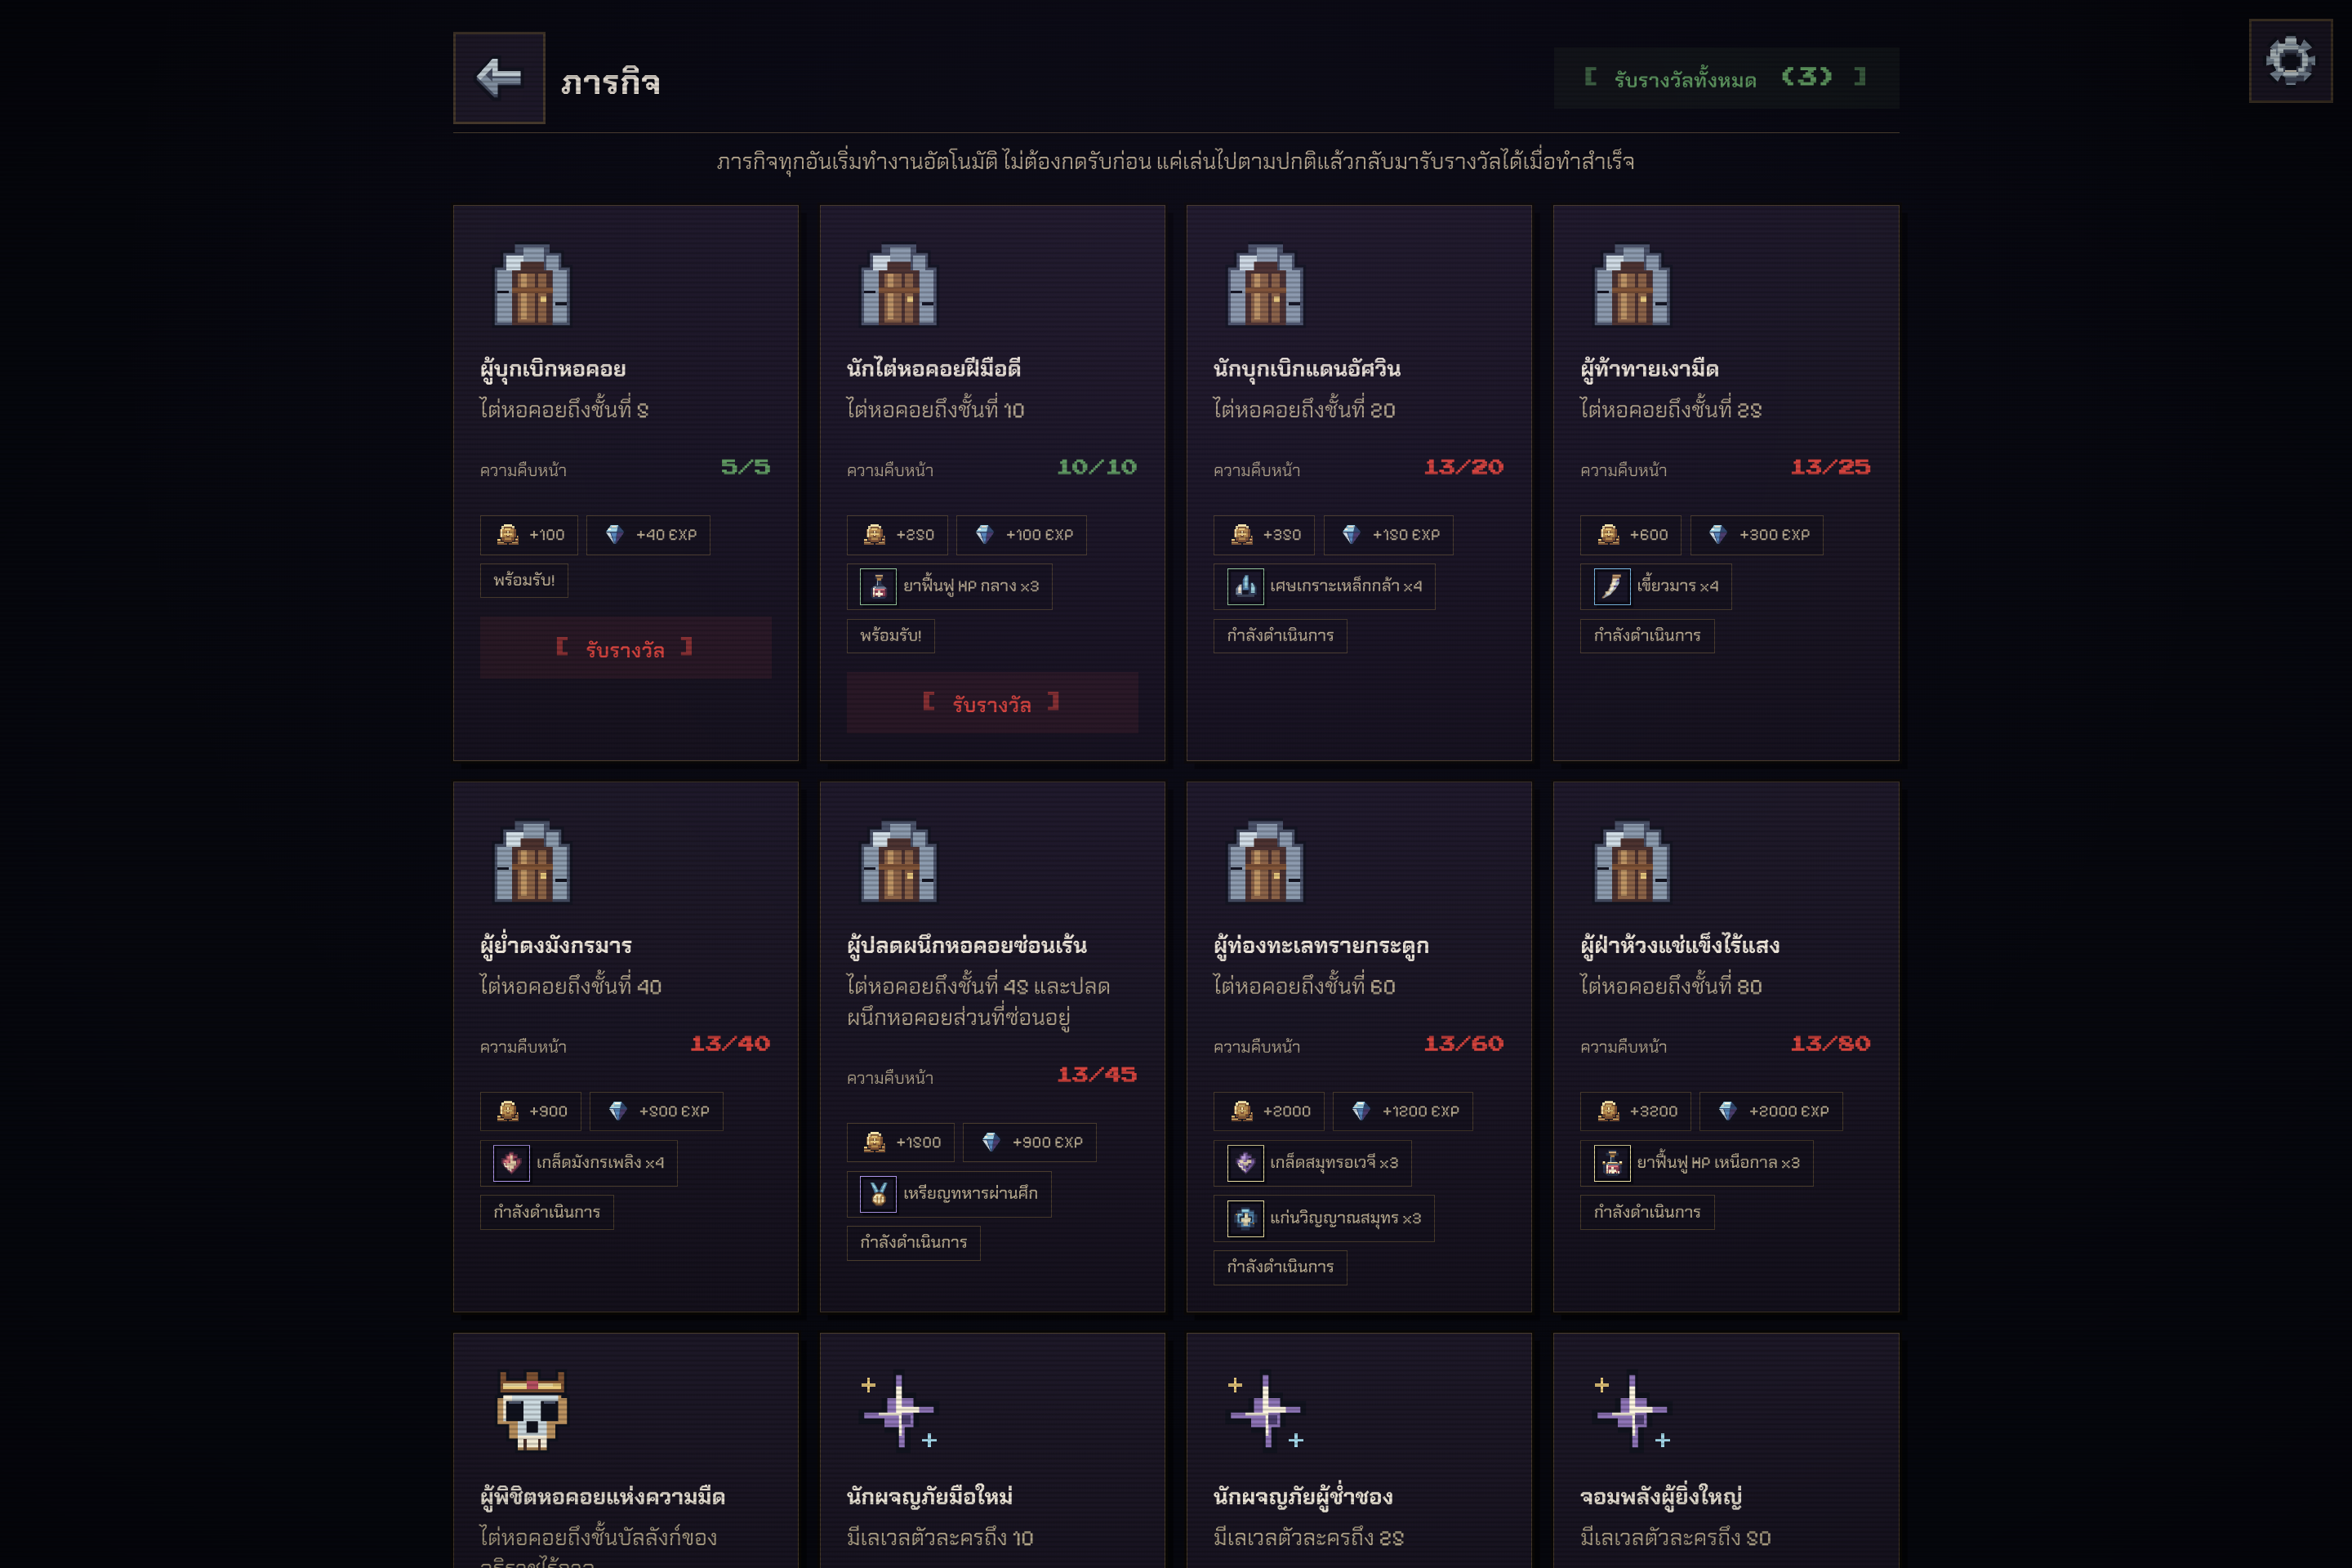 ภารกิจ
[ รับรางวัลทั้งหมด (3) ]
ภารกิจทุกอันเริ่มทำงานอัตโนมัติ ไม่ต้องกดรับก่อน แค่เล่นไปตามปกติแล้วกลับมารับรางวัลได้เมื่อทำสำเร็จ
ผู้บุกเบิกหอคอย
ไต่หอคอยถึงชั้นที่ 5
ความคืบหน้า 5/5
+100 +40 EXP
พร้อมรับ!
[ รับรางวัล ]
นักไต่หอคอยฝีมือดี
ไต่หอคอยถึงชั้นที่ 10
ความคืบหน้า 10/10
+250 +100 EXP
ยาฟื้นฟู HP กลาง x3
พร้อมรับ!
[ รับรางวัล ]
นักบุกเบิกแดนอัศวิน
ไต่หอคอยถึงชั้นที่ 20
ความคืบหน้า 13/20
+350 +150 EXP
เศษเกราะเหล็กกล้า x4
กำลังดำเนินการ
ผู้ท้าทายเงามืด
ไต่หอคอยถึงชั้นที่ 25
ความคืบหน้า 13/25
+600 +300 EXP
เขี้ยวมาร x4
กำลังดำเนินการ
ผู้ย่ำดงมังกรมาร
ไต่หอคอยถึงชั้นที่ 40
ความคืบหน้า 13/40
+900 +500 EXP
เกล็ดมังกรเพลิง x4
กำลังดำเนินการ
ผู้ปลดผนึกหอคอยซ่อนเร้น
ไต่หอคอยถึงชั้นที่ 45 และปลด
ผนึกหอคอยส่วนที่ซ่อนอยู่
ความคืบหน้า 13/45
+1500 +900 EXP
เหรียญทหารผ่านศึก
กำลังดำเนินการ
ผู้ท่องทะเลทรายกระดูก
ไต่หอคอยถึงชั้นที่ 60
ความคืบหน้า 13/60
+2000 +1200 EXP
เกล็ดสมุทรอเวจี x3
แก่นวิญญาณสมุทร x3
กำลังดำเนินการ
ผู้ฝ่าห้วงแช่แข็งไร้แสง
ไต่หอคอยถึงชั้นที่ 80
ความคืบหน้า 13/80
+3200 +2000 EXP
ยาฟื้นฟู HP เหนือกาล x3
กำลังดำเนินการ
ผู้พิชิตหอคอยแห่งความมืด
ไต่หอคอยถึงชั้นบัลลังก์ของ
นักผจญภัยมือใหม่
มีเลเวลตัวละครถึง 10
นักผจญภัยผู้ช่ำชอง
มีเลเวลตัวละครถึง 25
จอมพลังผู้ยิ่งใหญ่
มีเลเวลตัวละครถึง 50